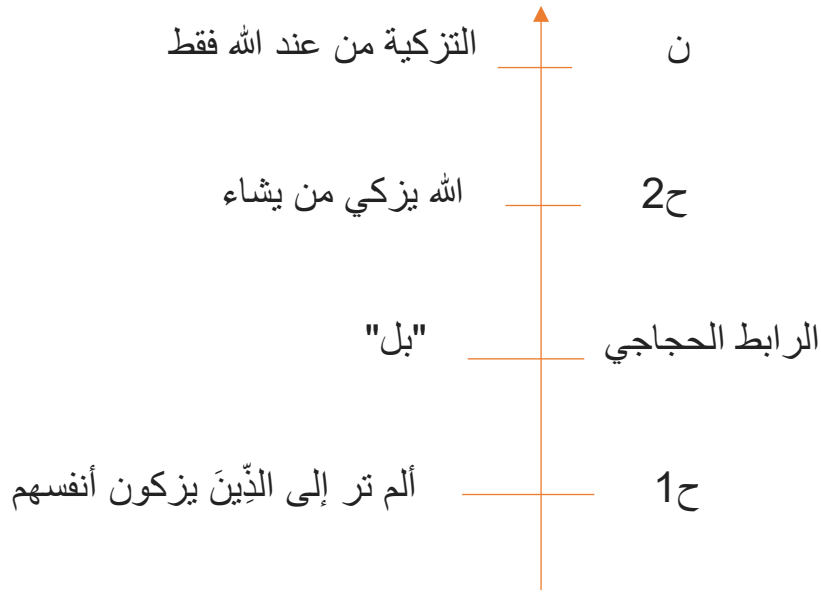 ن التزكية من عند الله فقط
ح2 الله يزكي من يشاء
الرابط الحجاجي "بل"
ح1 ألم تر إلى الذِّينَ يزكون أنفسهم